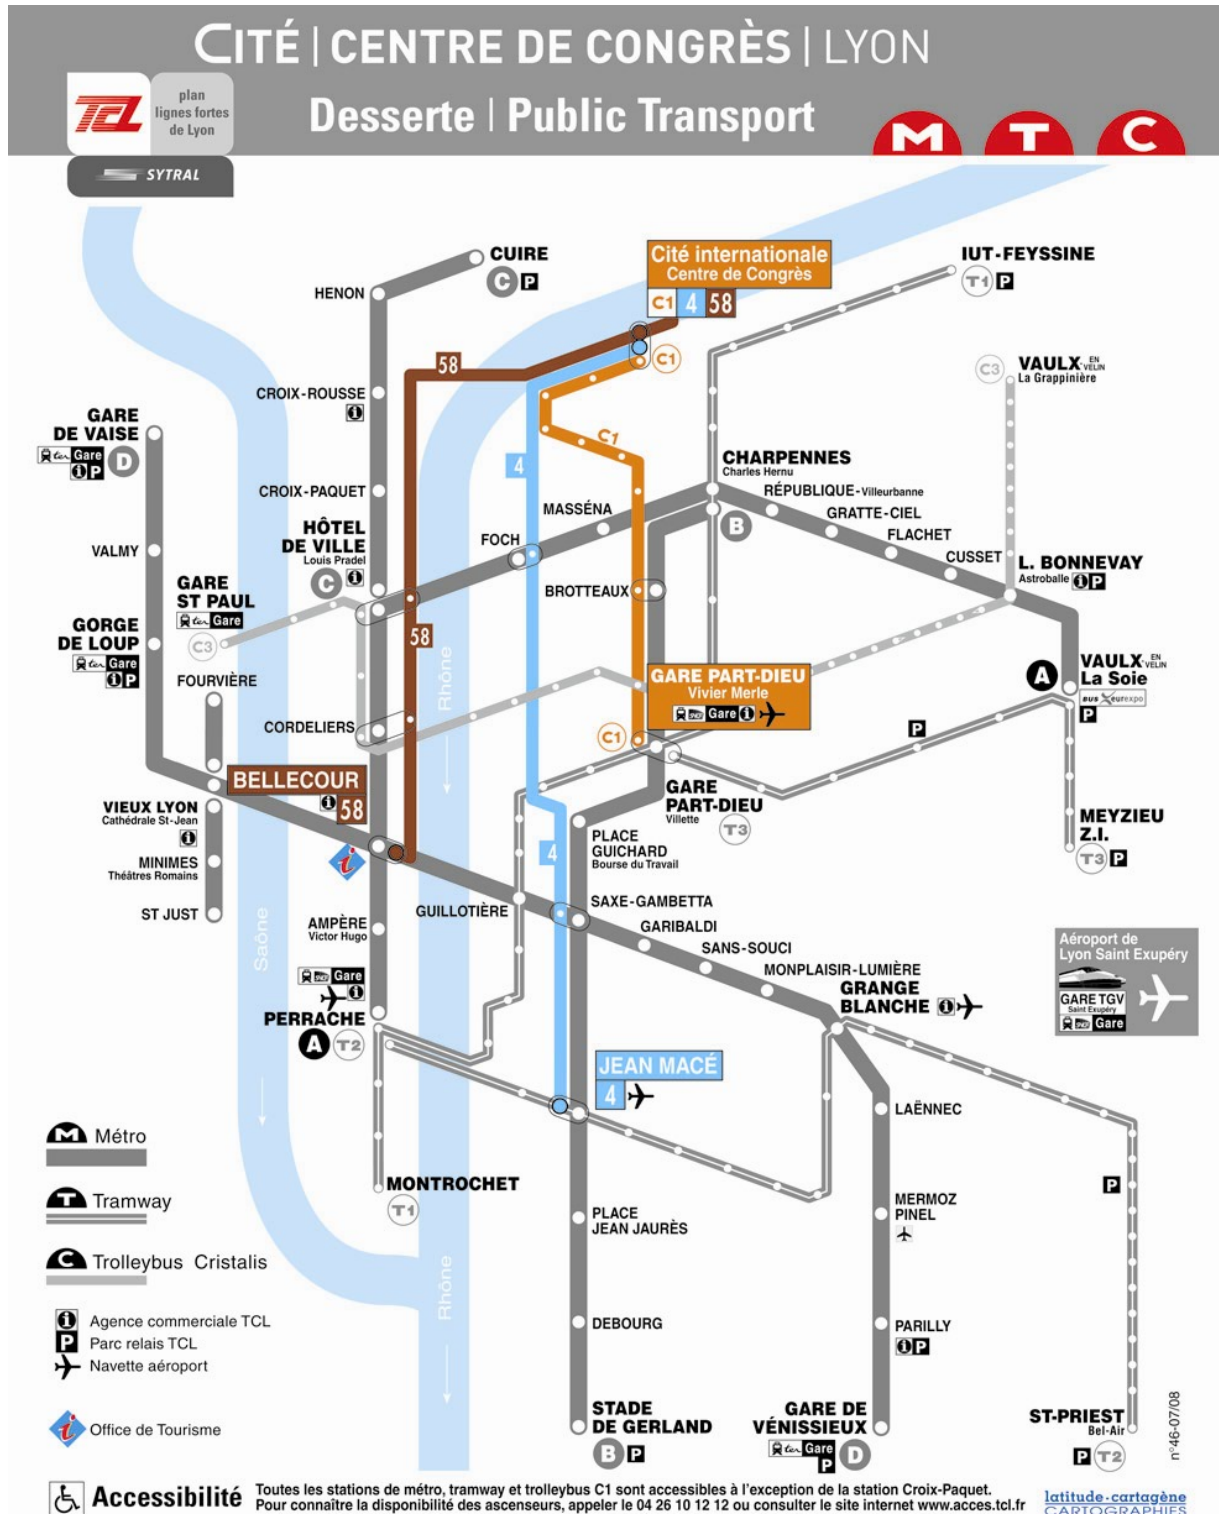 CITÉ | CENTRE DE CONGRÈS | LYON
Desserte | Public Transport
TCL
plan
lignes fortes
de Lyon
SYTRAL
M T C
CUIRE
C P
HENON
Cité internationale
Centre de Congrès
C1 4 58
IUT-FEYSSINE
T1 P
58
C1
C3
VAULX EN VELIN
La Grappinière
CROIX-ROUSSE
GARE
DE VAISE
ter Gare
P D
C1
4
CHARPENNES
Charles Hernu
RÉPUBLIQUE-Villeurbanne
CROIX-PAQUET
MASSÉNA
GRATTE-CIEL
B
HÔTEL
DE VILLE
Louis Pradel
C
FOCH
FLACHET
CUSSET
VALMY
L. BONNEVAY
Astroballe P
GARE
ST PAUL
ter Gare
C3
BROTTEAUX
GORGE
DE LOUP
ter Gare
P
58
Rhône
FOURVIÈRE
GARE PART-DIEU
Vivier Merle
SNCF Gare
A
VAULX EN VELIN
La Soie
BUS eurexpo
P
CORDELIERS
C1
P
BELLECOUR
58
GARE
PART-DIEU
Villette
T3
VIEUX LYON
Cathédrale St-Jean
MEYZIEU
Z.I.
T3 P
PLACE
GUICHARD
Bourse du Travail
4
MINIMES
Théâtres Romains
ST JUST
GUILLOTIÈRE
SAXE-GAMBETTA
AMPÈRE
Victor Hugo
GARIBALDI
SANS-SOUCI
MONPLAISIR-LUMIÈRE
Saône
Aéroport de
Lyon Saint Exupéry
GARE TGV
Saint Exupéry
SNCF Gare
SNCF Gare
GRANGE
BLANCHE
PERRACHE
A T2
JEAN MACÉ
4
LAËNNEC
M Métro
MONTROCHET
T1
P
T Tramway
MERMOZ
PINEL
PLACE
JEAN JAURÈS
C Trolleybus Cristalis
Rhône
i Agence commerciale TCL
P Parc relais TCL
Navette aéroport
DEBOURG
PARILLY
P
i Office de Tourisme
STADE
DE GERLAND
B P
GARE DE
VÉNISSIEUX
ter Gare
P D
ST-PRIEST
Bel-Air
P T2
n°46-07/08
Accessibilité
Toutes les stations de métro, tramway et trolleybus C1 sont accessibles à l'exception de la station Croix-Paquet.
Pour connaître la disponibilité des ascenseurs, appeler le 04 26 10 12 12 ou consulter le site internet www.acces.tcl.fr
latitude-cartagène
CARTOGRAPHIES